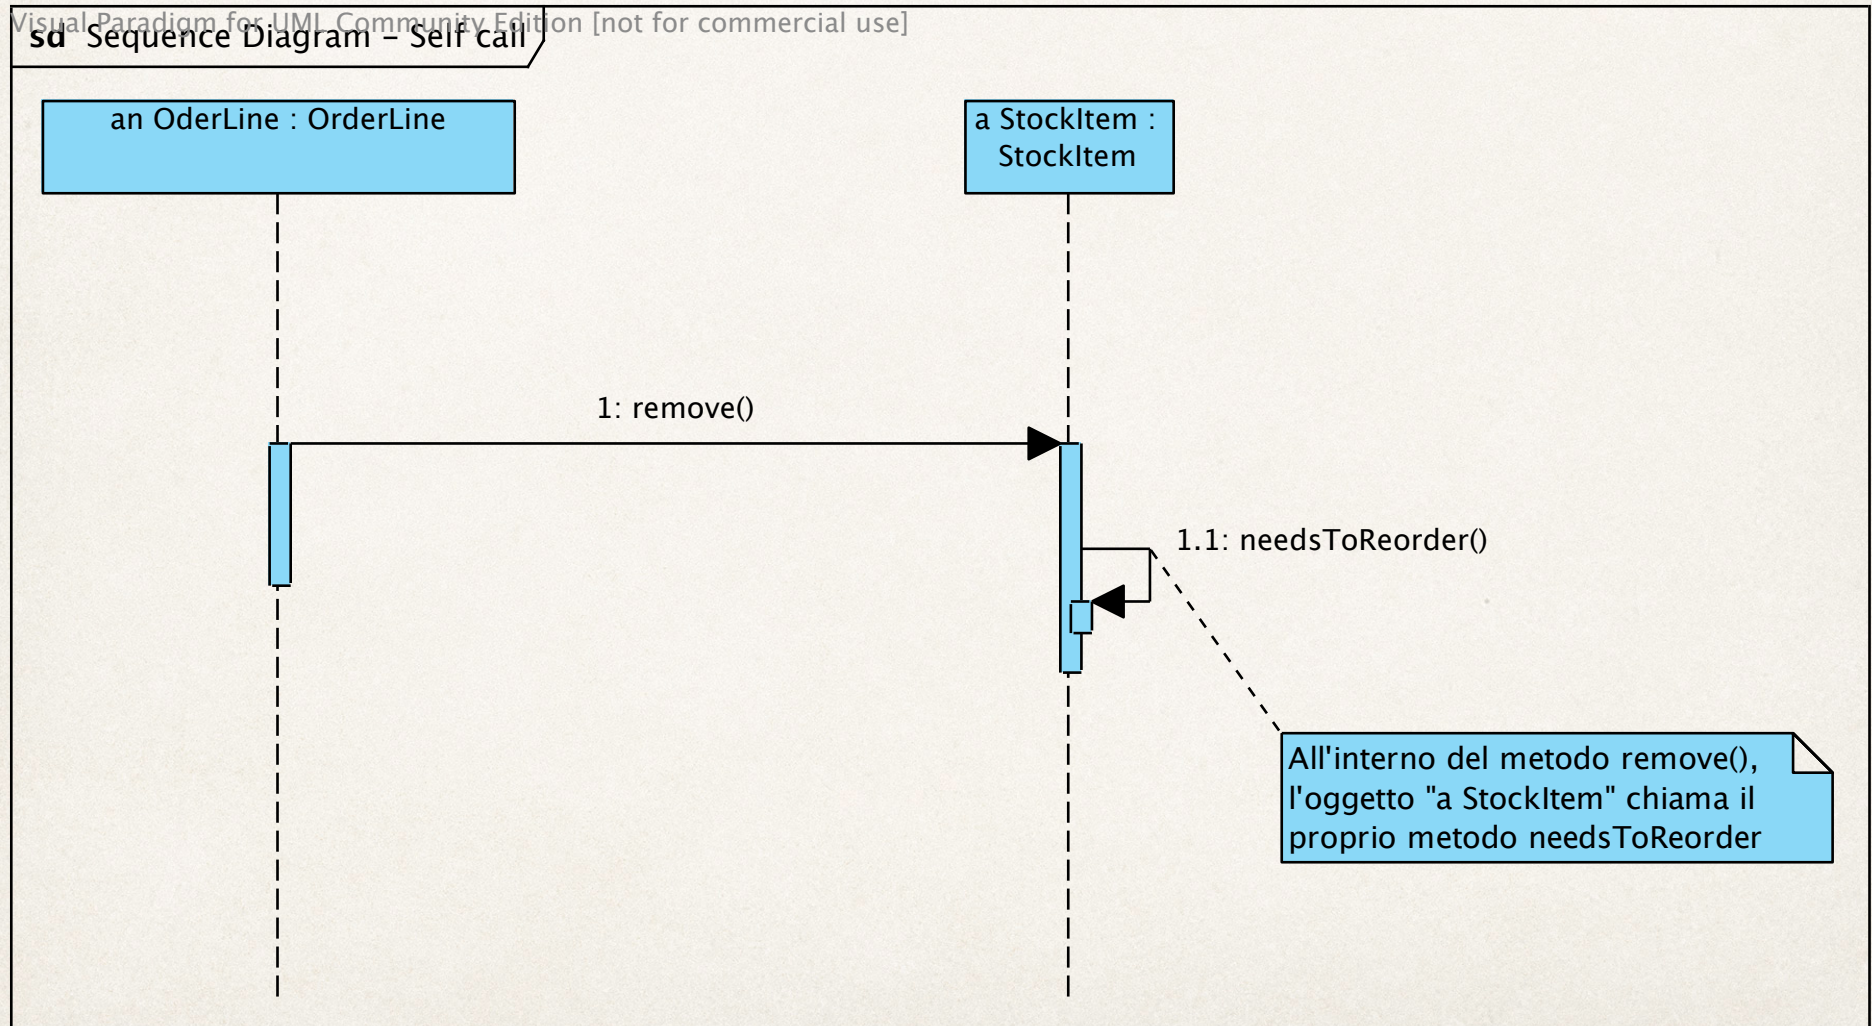 Visual Paradigm for UML Community Edition [not for commercial use]
sd Sequence Diagram – Self call
an OderLine : OrderLine
a StockItem :
StockItem
1: remove()
1.1: needsToReorder()
All'interno del metodo remove(),
l'oggetto "a StockItem" chiama il
proprio metodo needsToReorder